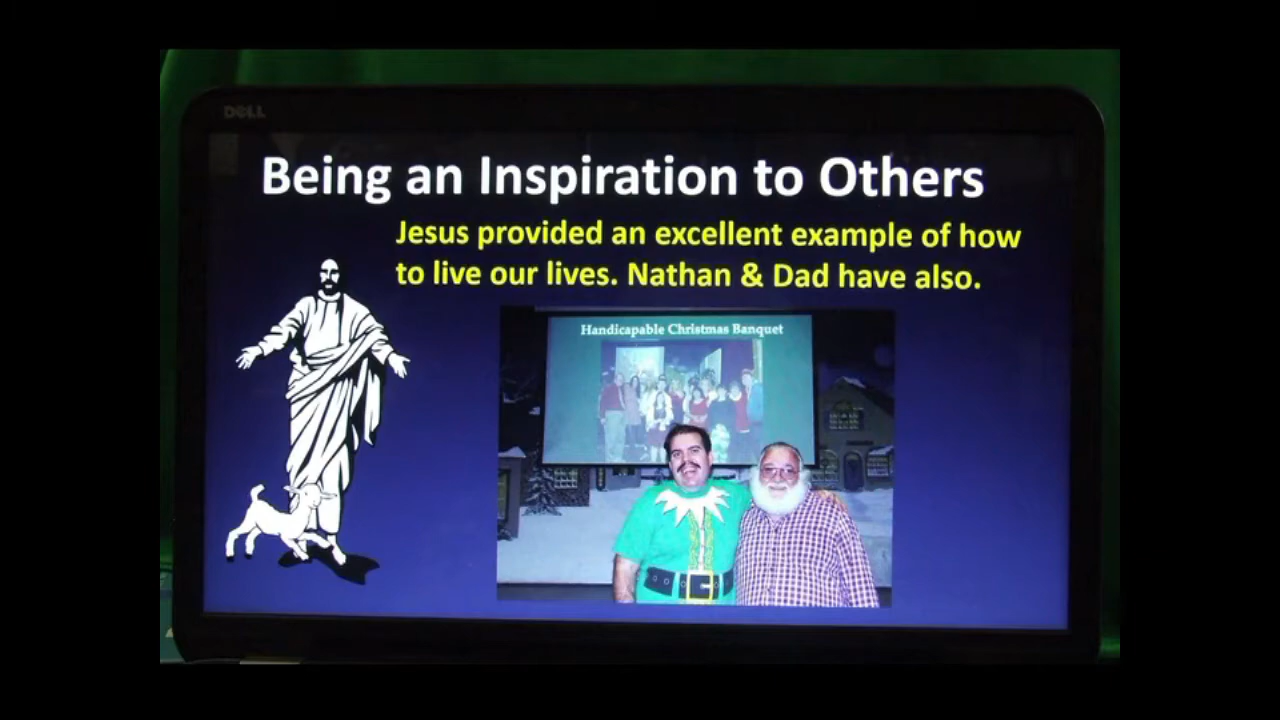 DELL
Being an Inspiration to Others
Jesus provided an excellent example of how
to live our lives. Nathan & Dad have also.
Handicapable Christmas Banquet